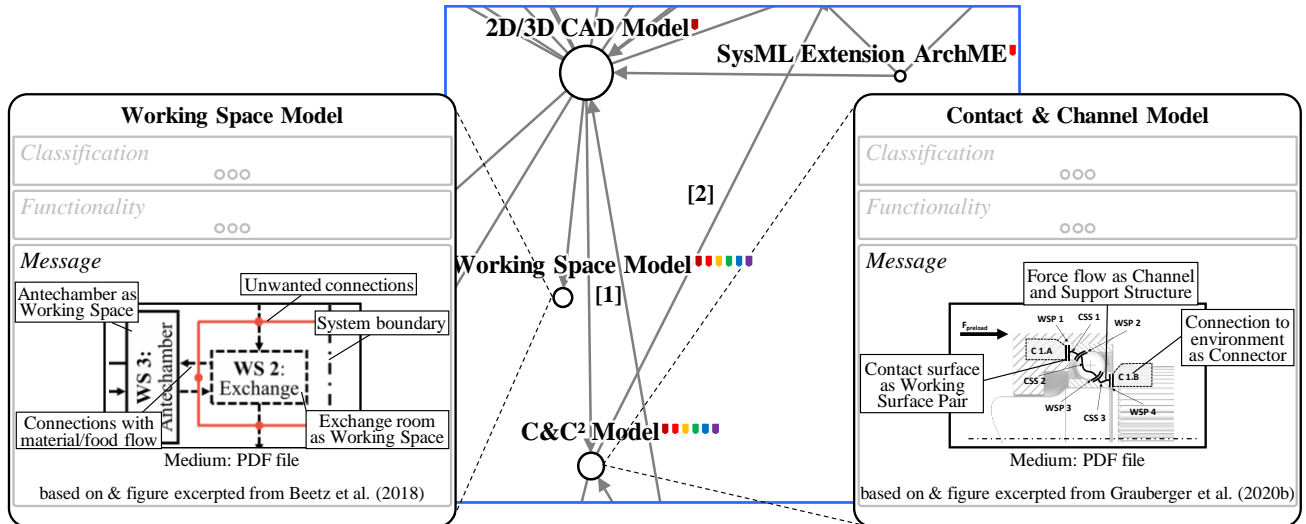 2D/3D CAD Model
SysML Extension ArchME
[2]
Working Space Model
[1]
C&C² Model
Working Space Model
Classification
Functionality
Message
Antechamber as
Working Space
Unwanted connections
System boundary
WS 3:
Antechamber
WS 2:
Exchange
Connections with
material/food flow
Exchange room
as Working Space
Medium: PDF file
based on & figure excerpted from Beetz et al. (2018)
Contact & Channel Model
Classification
Functionality
Message
Force flow as Channel
and Support Structure
Fpreload
WSP 1
CSS 1
WSP 2
Connection to
environment
as Connector
C 1.A
C 1.B
Contact surface
as Working
Surface Pair
CSS 2
WSP 3
CSS 3
WSP 4
Medium: PDF file
based on & figure excerpted from Grauberger et al. (2020b)